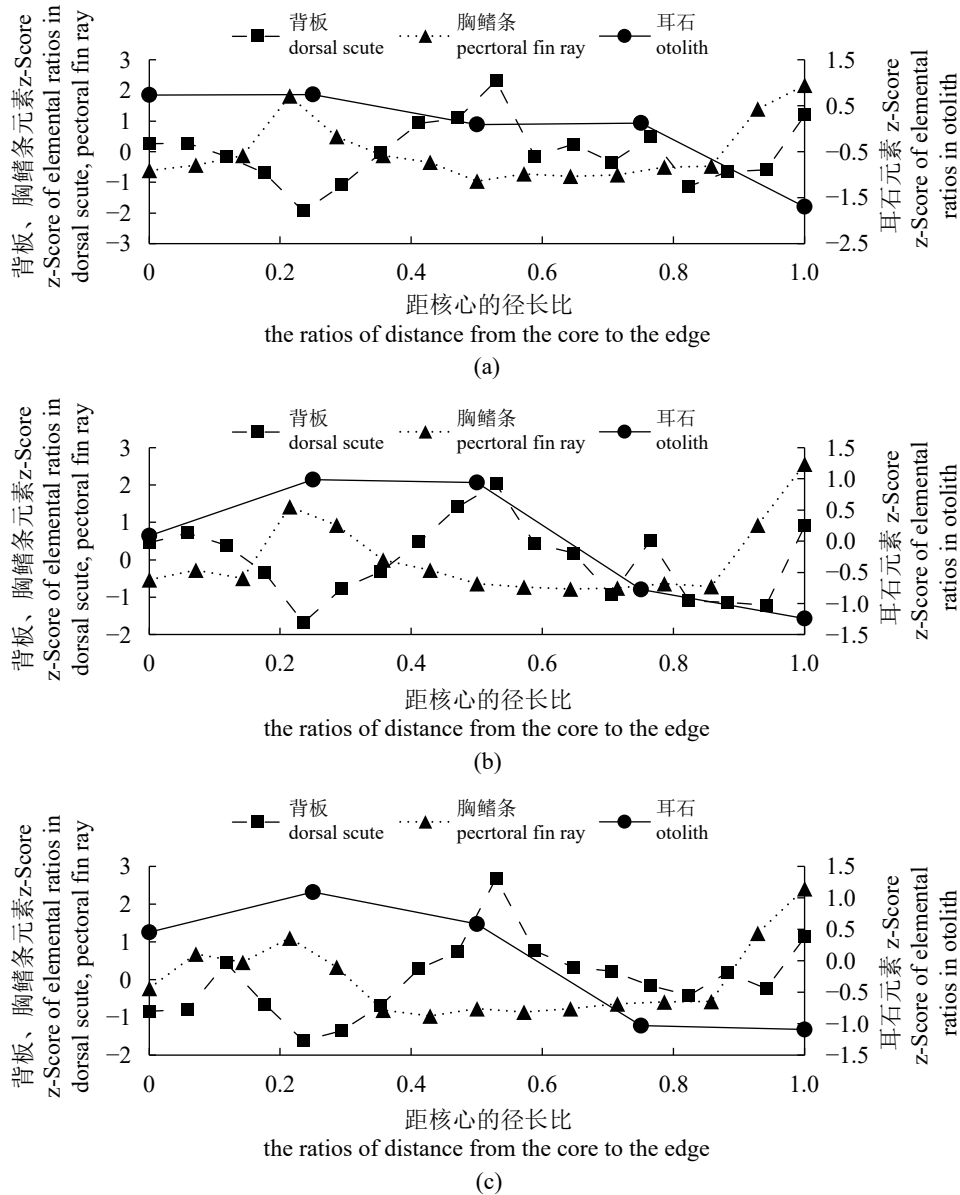 背板
dorsal scute
胸鳍条
pecrtoral fin ray
耳石
otolith
背板、胸鳍条元素z-Score
z-Score of elemental ratios in
dorsal scute, pectoral fin ray
3
2
1
0
−1
−2
−3
1.5
0.5
−0.5
−1.5
−2.5
耳石元素 z-Score
z-Score of elemental
ratios in otolith
0 0.2 0.4 0.6 0.8 1.0
距核心的径长比
the ratios of distance from the core to the edge
(a)
背板
dorsal scute
胸鳍条
pecrtoral fin ray
耳石
otolith
背板、胸鳍条元素z-Score
z-Score of elemental ratios in
dorsal scute, pectoral fin ray
3
2
1
0
−1
−2
1.5
1.0
0.5
0.0
−0.5
−1.0
−1.5
耳石元素 z-Score
z-Score of elemental
ratios in otolith
0 0.2 0.4 0.6 0.8 1.0
距核心的径长比
the ratios of distance from the core to the edge
(b)
背板
dorsal scute
胸鳍条
pecrtoral fin ray
耳石
otolith
背板、胸鳍条元素z-Score
z-Score of elemental ratios in
dorsal scute, pectoral fin ray
3
2
1
0
−1
−2
1.5
1.0
0.5
0.0
−0.5
−1.0
−1.5
耳石元素 z-Score
z-Score of elemental
ratios in otolith
0 0.2 0.4 0.6 0.8 1.0
距核心的径长比
the ratios of distance from the core to the edge
(c)